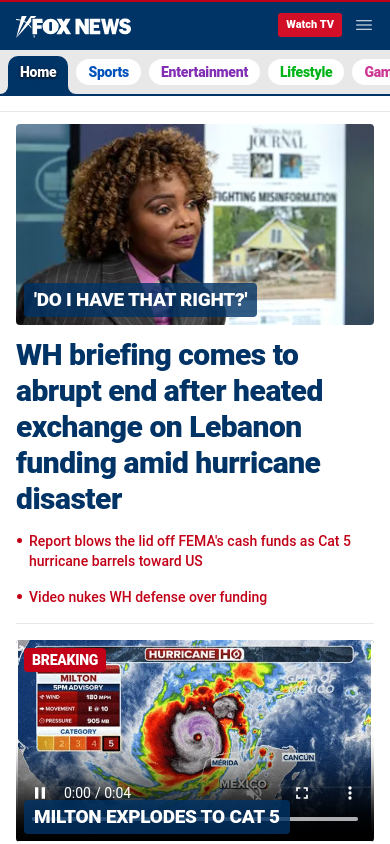 FOX NEWS
Watch TV
Home
Sports
Entertainment
Lifestyle
Gam
JOURNAL
FIGHTING MISINFORMATION
'DO I HAVE THAT RIGHT?'
WH briefing comes to
abrupt end after heated
exchange on Lebanon
funding amid hurricane
disaster
• Report blows the lid off FEMA's cash funds as Cat 5
hurricane barrels toward US
• Video nukes WH defense over funding
BREAKING
HURRICANE HQ
MILTON
5PM ADVISORY
WIND 180 MPH
MOVEMENT E @ 10
PRESSURE 905 MB
CATEGORY
1 2 3 4 5
GULF OF
MEXICO
MÉRIDA
CANCÚN
MEXICO
0:00 / 0:04
MILTON EXPLODES TO CAT 5